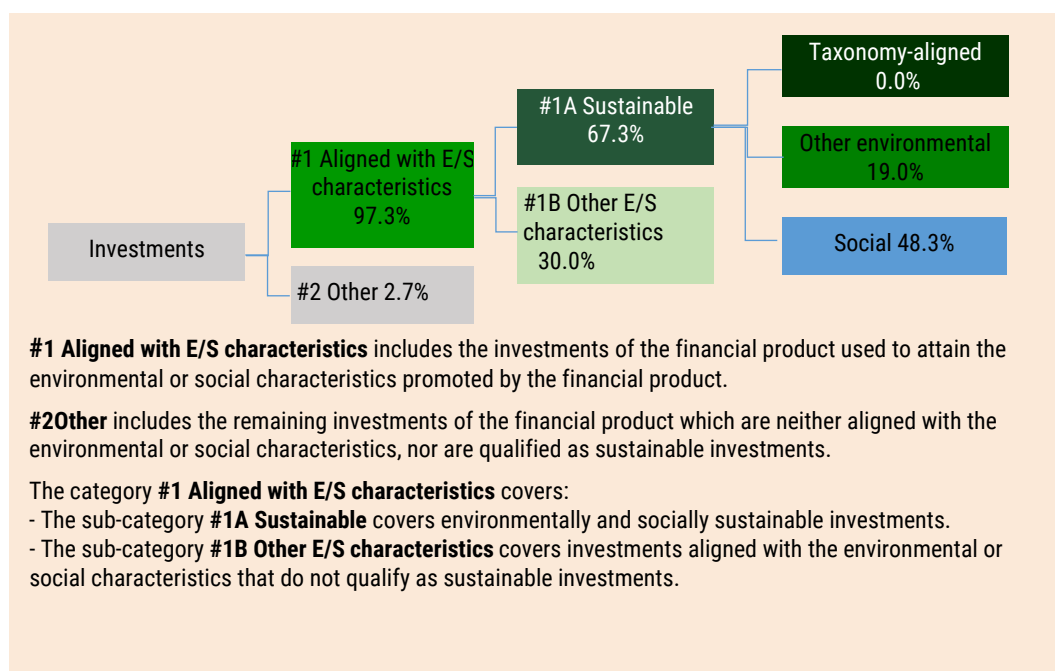 Taxonomy-aligned
0.0%
#1A Sustainable
67.3%
Other environmental
19.0%
#1 Aligned with E/S
characteristics
97.3%
#1B Other E/S
characteristics
30.0%
Social 48.3%
Investments
#2 Other 2.7%
#1 Aligned with E/S characteristics includes the investments of the financial product used to attain the
environmental or social characteristics promoted by the financial product.
#2Other includes the remaining investments of the financial product which are neither aligned with the
environmental or social characteristics, nor are qualified as sustainable investments.
The category #1 Aligned with E/S characteristics covers:
- The sub-category #1A Sustainable covers environmentally and socially sustainable investments.
- The sub-category #1B Other E/S characteristics covers investments aligned with the environmental or
social characteristics that do not qualify as sustainable investments.